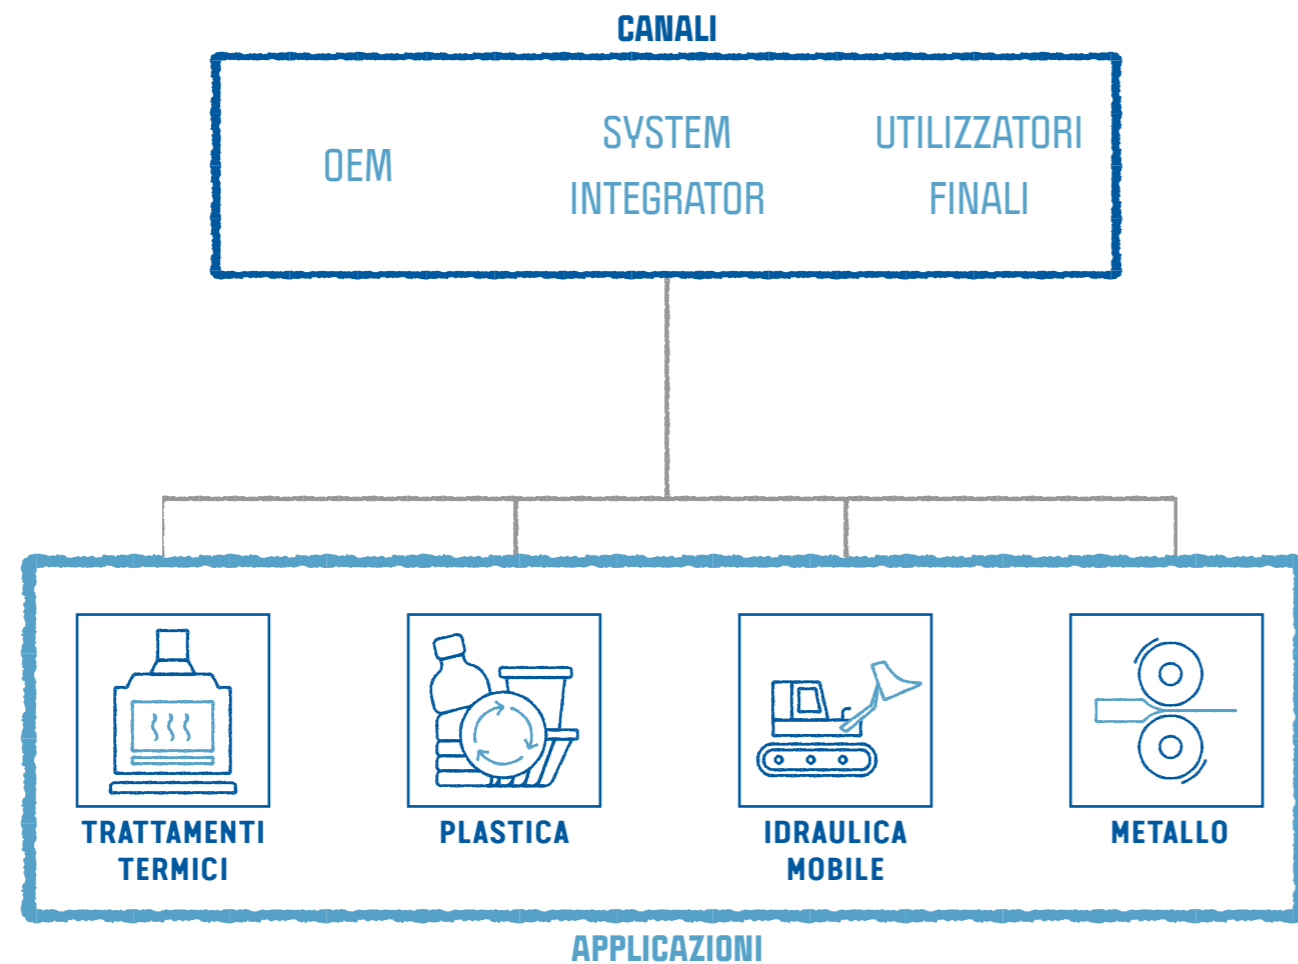 CANALI
OEM
SYSTEM
INTEGRATOR
UTILIZZATORI
FINALI
TRATTAMENTI
TERMICI
PLASTICA
IDRAULICA
MOBILE
METALLO
APPLICAZIONI